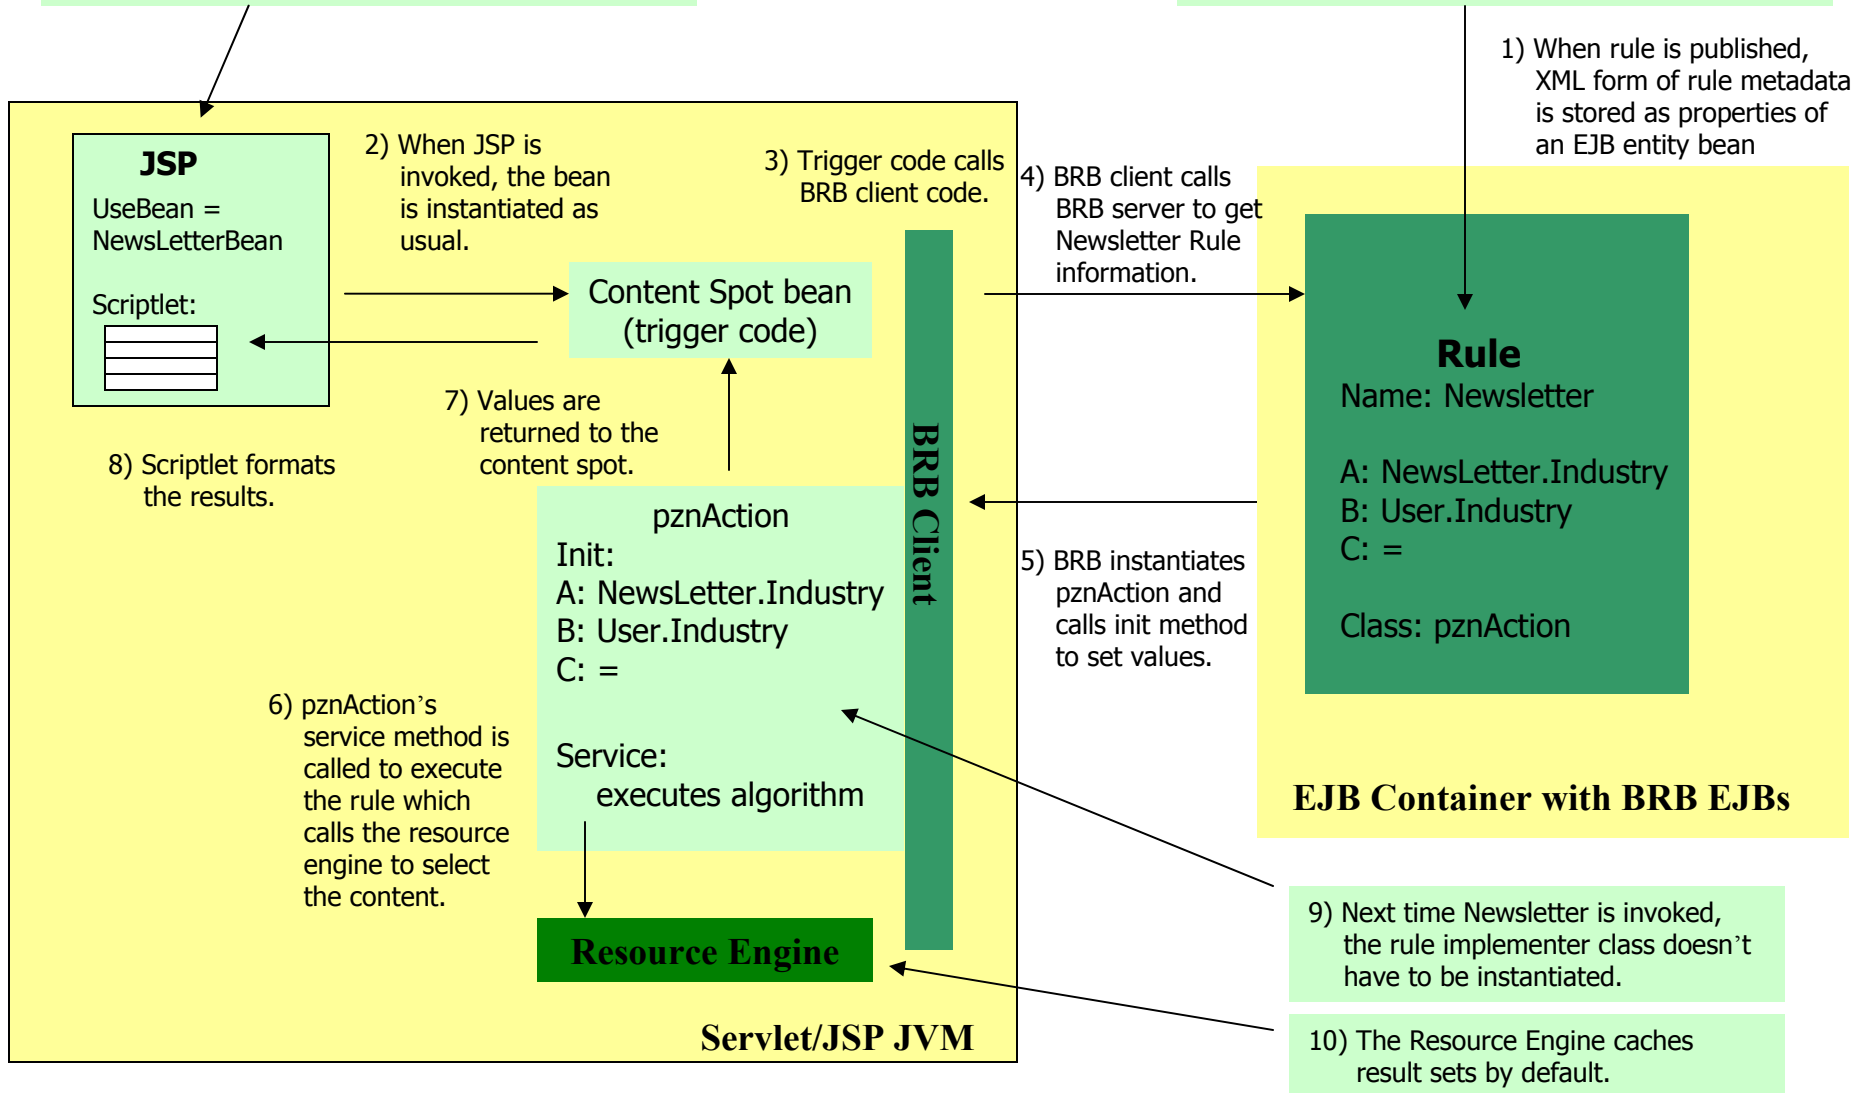 1) When rule is published,
XML form of rule metadata
is stored as properties of
an EJB entity bean
JSP
UseBean =
NewsLetterBean
Scriptlet:
2) When JSP is
invoked, the bean
is instantiated as
usual.
3) Trigger code calls
BRB client code.
4) BRB client calls
BRB server to get
Newsletter Rule
information.
Content Spot bean
(trigger code)
Rule
Name: Newsletter
A: NewsLetter.Industry
B: User.Industry
C: =
Class: pznAction
7) Values are
returned to the
content spot.
8) Scriptlet formats
the results.
BRB Client
pznAction
Init:
A: NewsLetter.Industry
B: User.Industry
C: =
Service:
executes algorithm
5) BRB instantiates
pznAction and
calls init method
to set values.
6) pznAction’s
service method is
called to execute
the rule which
calls the resource
engine to select
the content.
EJB Container with BRB EJBs
Resource Engine
9) Next time Newsletter is invoked,
the rule implementer class doesn’t
have to be instantiated.
Servlet/JSP JVM
10) The Resource Engine caches
result sets by default.